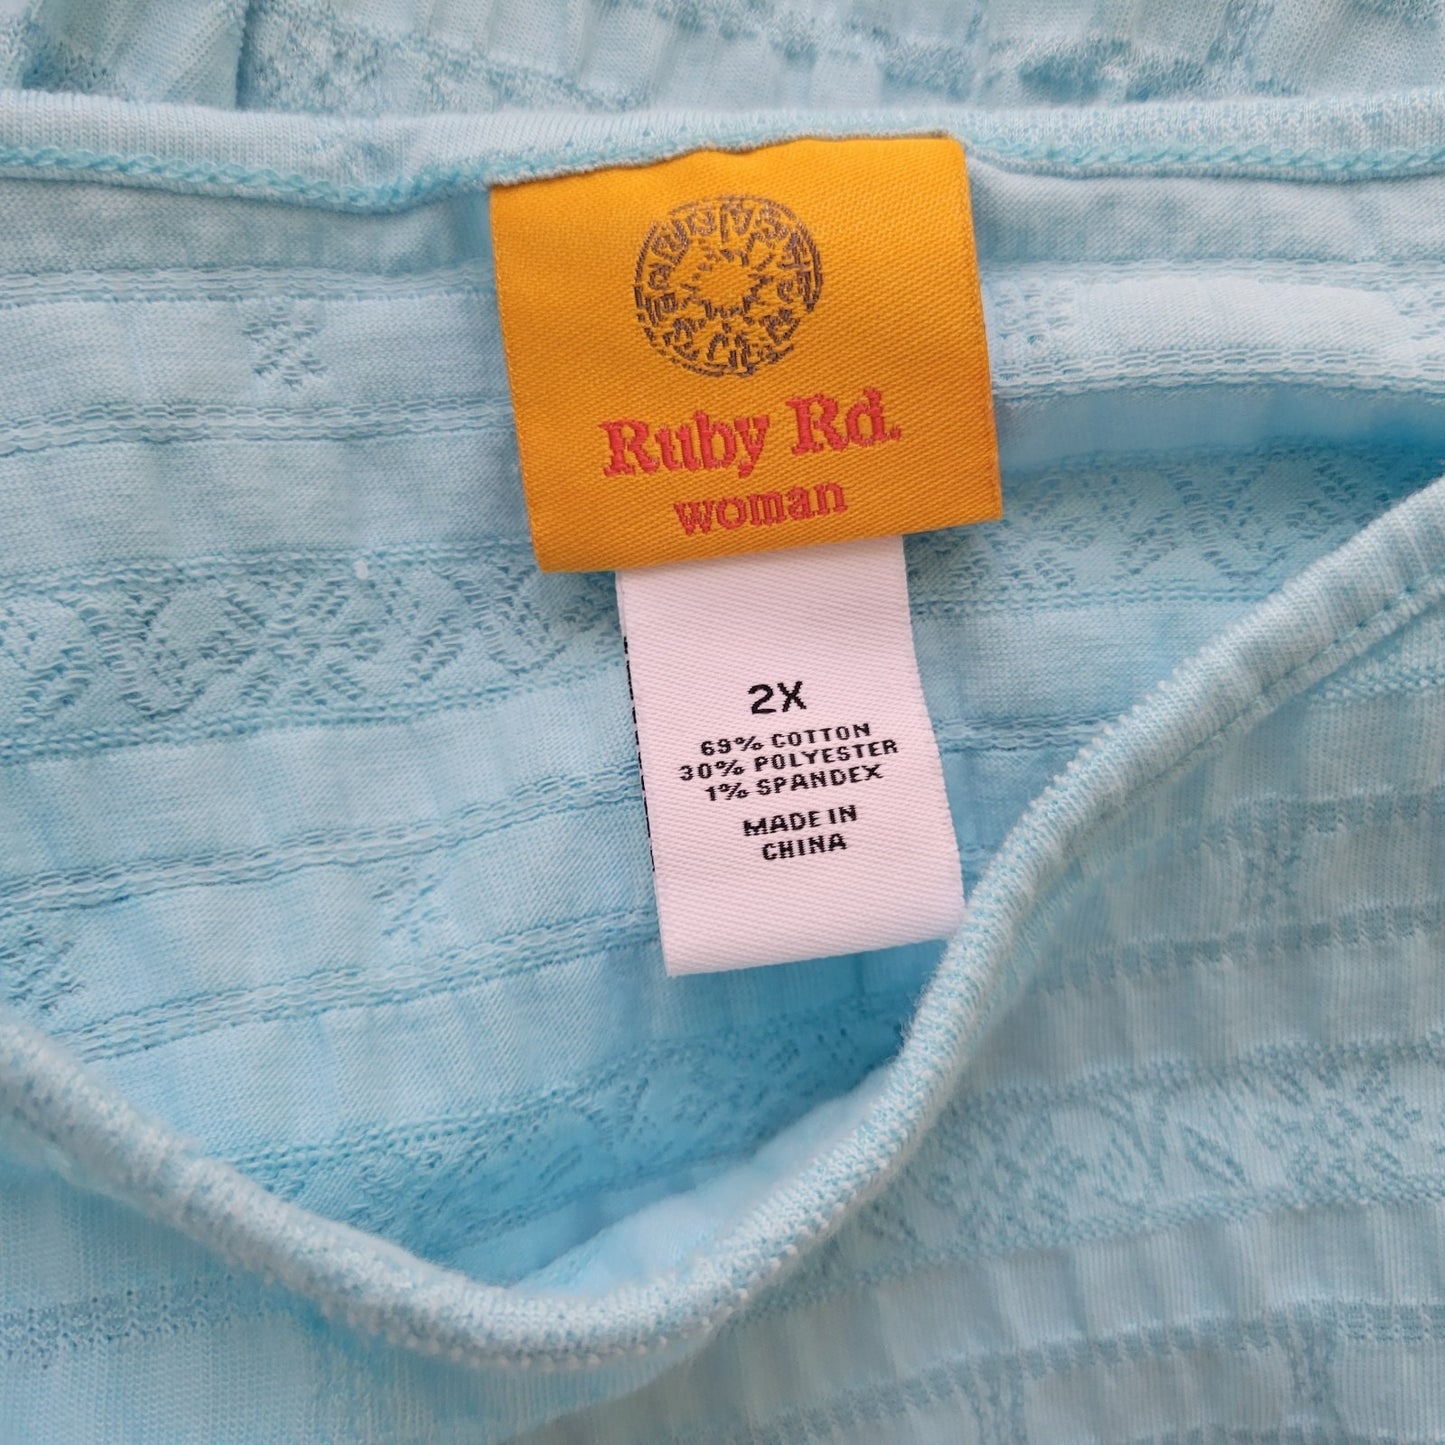 Ruby Rd.
woman
2X
69% COTTON
30% POLYESTER
1% SPANDEX
MADE IN
CHINA